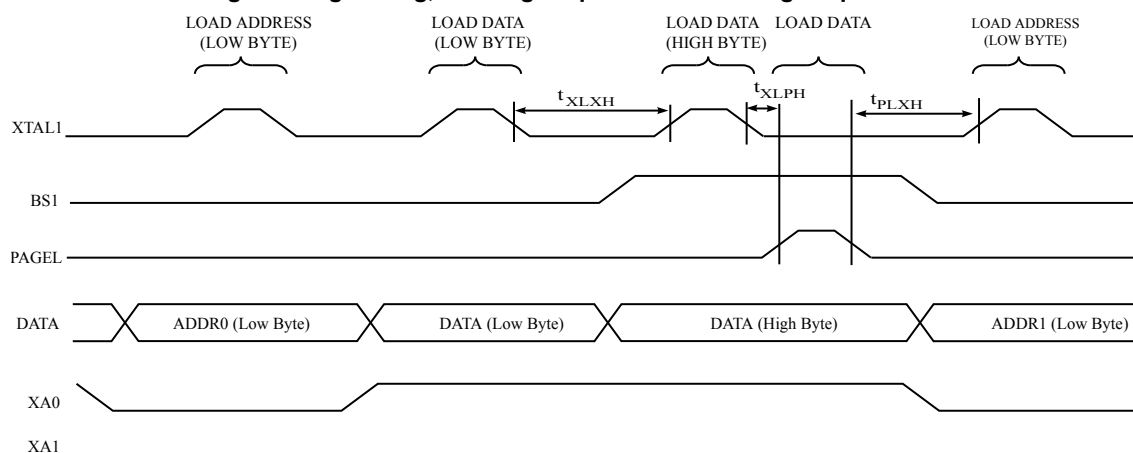 LOAD ADDRESS LOAD DATA LOAD DATA LOAD DATA LOAD ADDRESS
(LOW BYTE) (LOW BYTE) (HIGH BYTE) (LOW BYTE)
tXLXH tXLPH tPLXH
XTAL1
BS1
PAGEL
DATA ADDR0 (Low Byte) DATA (Low Byte) DATA (High Byte) ADDR1 (Low Byte)
XA0
XA1